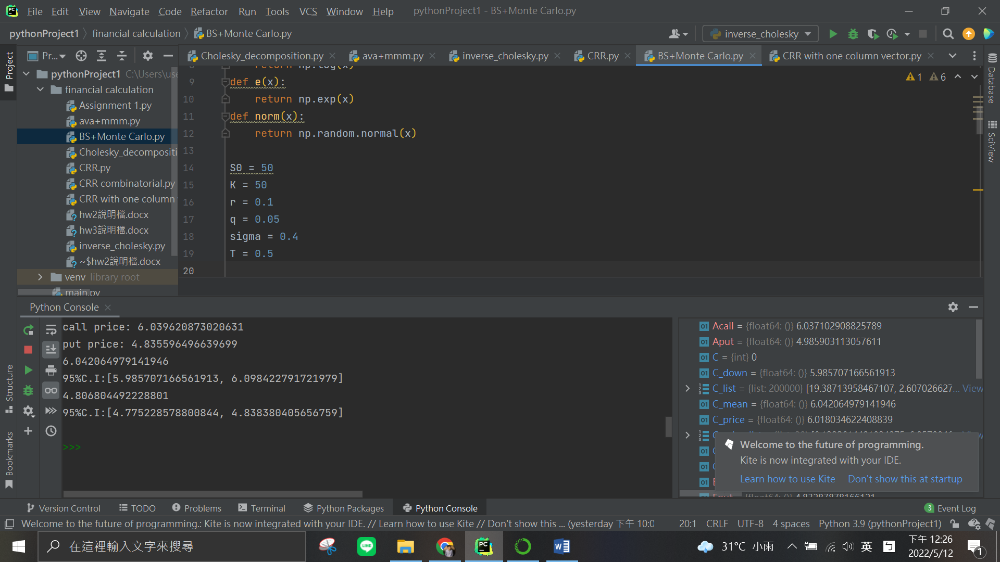 File Edit View Navigate Code Refactor Run Tools VCS Window Help pythonProject1 - BS+Monte Carlo.py
pythonProject1 financial calculation BS+Monte Carlo.py inverse_cholesky
Project
Pr...
Cholesky_decomposition.py ava+mmm.py inverse_cholesky.py CRR.py BS+Monte Carlo.py CRR with one column vector.py
pythonProject1 C:\Users\use
financial calculation
Assignment 1.py
ava+mmm.py
BS+Monte Carlo.py
Cholesky_decompositi
CRR.py
CRR combinatorial.py
CRR with one column
hw2說明檔.docx
hw3說明檔.docx
inverse_cholesky.py
~$hw2說明檔.docx
venv library root
main.py
return np.log(x)
9 def e(x):
10 return np.exp(x)
11 def norm(x):
12 return np.random.normal(x)
13
14 S0 = 50
15 K = 50
16 r = 0.1
17 q = 0.05
18 sigma = 0.4
19 T = 0.5
20
1 6
Database
SciView
Structure
Bookmarks
Python Console
call price: 6.039620873020631
put price: 4.835596496639699
6.042064979141946
95%C.I:[5.985707166561913, 6.098422791721979]
4.806804492228801
95%C.I:[4.775228578800844, 4.838380405656759]
>>>
Acall = {float64: ()} 6.037102908825789
Aput = {float64: ()} 4.985903113057611
C = {int} 0
C_down = {float64: ()} 5.985707166561913
C_list = {list: 200000} [19.38713958467107, 2.607026627... View
C_mean = {float64: ()} 6.042064979141946
C_price = {float64: ()} 6.018034622408839
Welcome to the future of programming.
Kite is now integrated with your IDE.
Learn how to use Kite Don't show this at startup
Version Control TODO Problems Terminal Python Packages Python Console 3 Event Log
Welcome to the future of programming.: Kite is now integrated with your IDE. // Learn how to use Kite // Don't show this ... (yesterday 下午 10:0 20:1 CRLF UTF-8 4 spaces Python 3.9 (pythonProject1)
在這裡輸入文字來搜尋
31°C 小雨 英 ㄅ
下午 12:26
2022/5/12
1